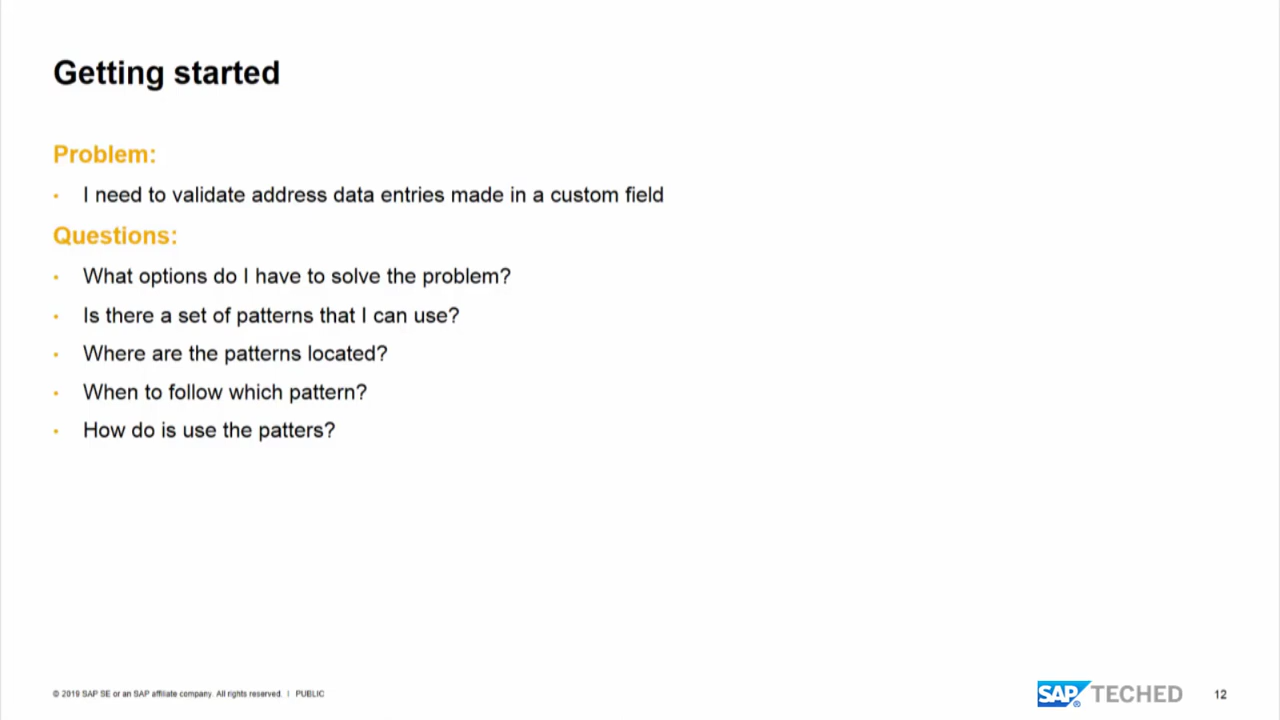 Getting started
Problem:
• I need to validate address data entries made in a custom field
Questions:
• What options do I have to solve the problem?
• Is there a set of patterns that I can use?
• Where are the patterns located?
• When to follow which pattern?
• How do is use the patters?
© 2019 SAP SE or an SAP affiliate company. All rights reserved. | PUBLIC
SAP® TECHED
12